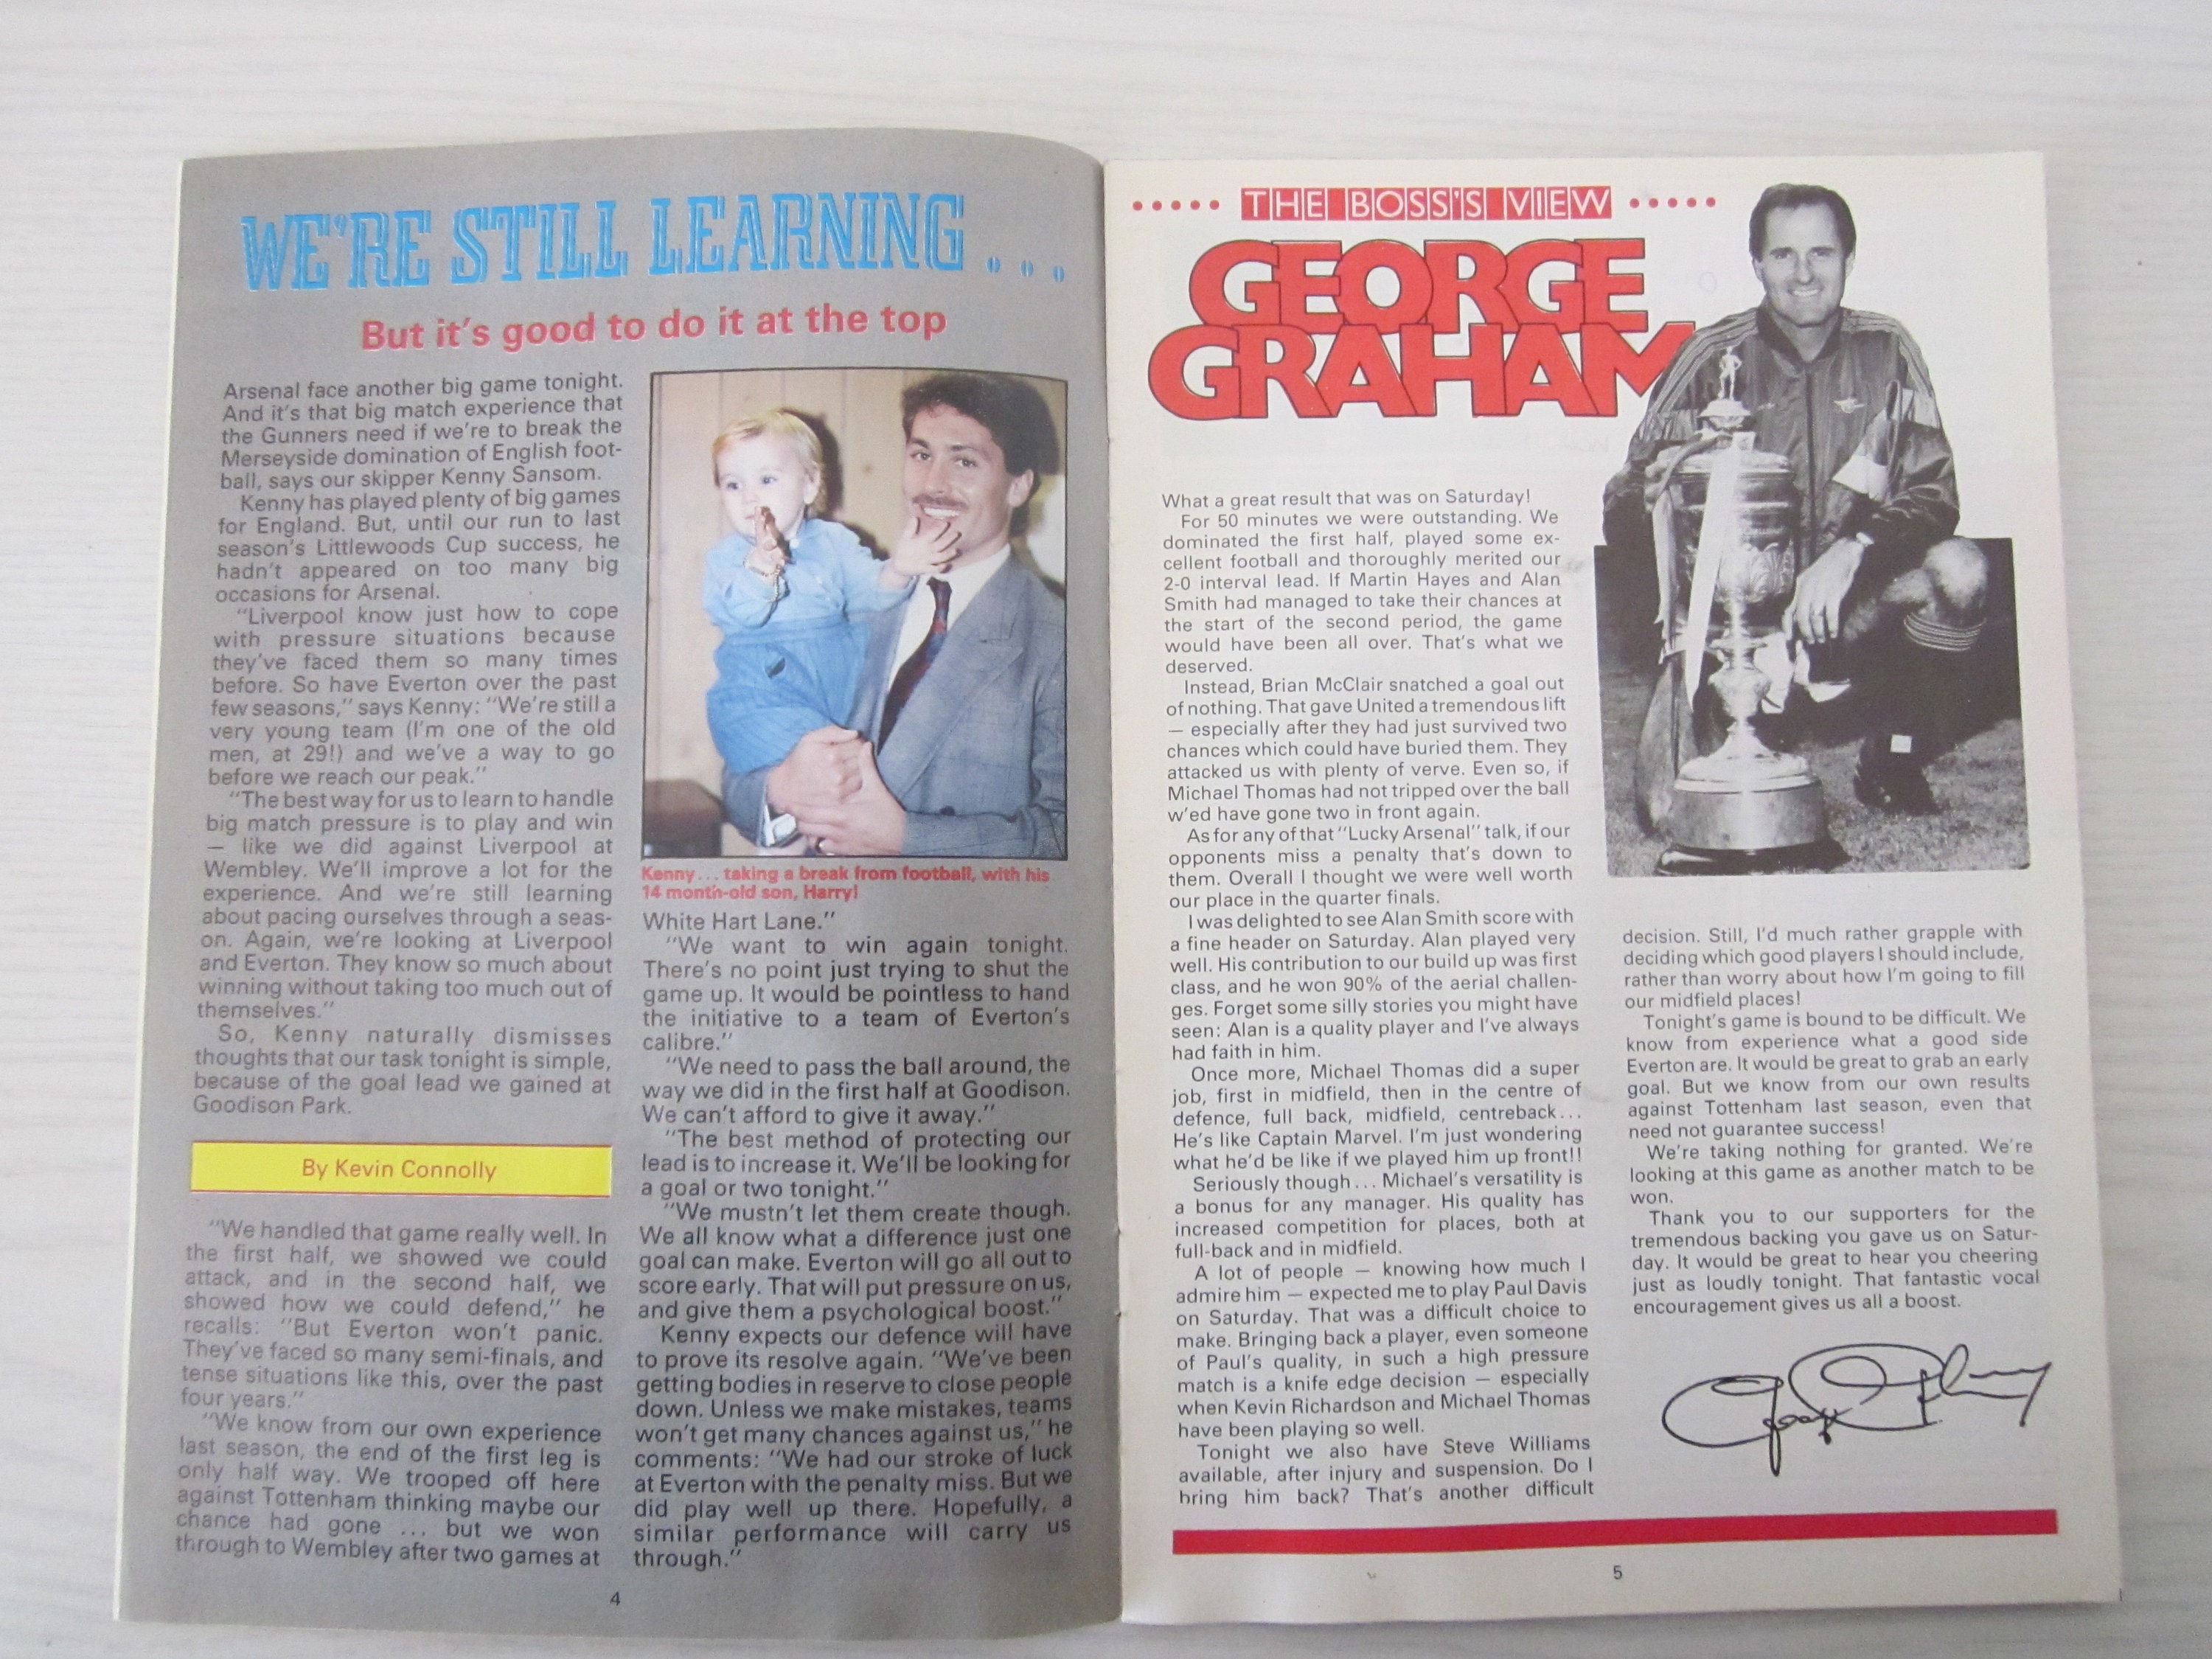 WE'RE STILL LEARNING . . .
But it's good to do it at the top
Arsenal face another big game tonight.
And it's that big match experience that
the Gunners need if we're to break the
Merseyside domination of English foot-
ball, says our skipper Kenny Sansom.
Kenny has played plenty of big games
for England. But, until our run to last
season's Littlewoods Cup success, he
hadn't appeared on too many big
occasions for Arsenal.
"Liverpool know just how to cope
with pressure situations because
they've faced them so many times
before. So have Everton over the past
few seasons," says Kenny: "We're still a
very young team (I'm one of the old
men, at 29!) and we've a way to go
before we reach our peak."
"The best way for us to learn to handle
big match pressure is to play and win
— like we did against Liverpool at
Wembley. We'll improve a lot for the
experience. And we're still learning
about pacing ourselves through a seas-
on. Again, we're looking at Liverpool
and Everton. They know so much about
winning without taking too much out of
themselves."
So, Kenny naturally dismisses
thoughts that our task tonight is simple,
because of the goal lead we gained at
Goodison Park.
By Kevin Connolly
"We handled that game really well. In
the first half, we showed we could
attack, and in the second half, we
showed how we could defend," he
recalls: "But Everton won't panic.
They've faced so many semi-finals, and
tense situations like this, over the past
four years."
"We know from our own experience
last season, the end of the first leg is
only half way. We trooped off here
against Tottenham thinking maybe our
chance had gone ... but we won
through to Wembley after two games at
Kenny... taking a break from football, with his
14 month-old son, Harry!
White Hart Lane."
"We want to win again tonight.
There's no point just trying to shut the
game up. It would be pointless to hand
the initiative to a team of Everton's
calibre."
"We need to pass the ball around, the
way we did in the first half at Goodison.
We can't afford to give it away."
"The best method of protecting our
lead is to increase it. We'll be looking for
a goal or two tonight."
"We mustn't let them create though.
We all know what a difference just one
goal can make. Everton will go all out to
score early. That will put pressure on us,
and give them a psychological boost."
Kenny expects our defence will have
to prove its resolve again. "We've been
getting bodies in reserve to close people
down. Unless we make mistakes, teams
won't get many chances against us," he
comments: "We had our stroke of luck
at Everton with the penalty miss. But we
did play well up there. Hopefully, a
similar performance will carry us
through."
4
THE BOSS'S VIEW
GEORGE
GRAHAM
What a great result that was on Saturday!
For 50 minutes we were outstanding. We
dominated the first half, played some ex-
cellent football and thoroughly merited our
2-0 interval lead. If Martin Hayes and Alan
Smith had managed to take their chances at
the start of the second period, the game
would have been all over. That's what we
deserved.
Instead, Brian McClair snatched a goal out
of nothing. That gave United a tremendous lift
— especially after they had just survived two
chances which could have buried them. They
attacked us with plenty of verve. Even so, if
Michael Thomas had not tripped over the ball
w'ed have gone two in front again.
As for any of that "Lucky Arsenal" talk, if our
opponents miss a penalty that's down to
them. Overall I thought we were well worth
our place in the quarter finals.
I was delighted to see Alan Smith score with
a fine header on Saturday. Alan played very
well. His contribution to our build up was first
class, and he won 90% of the aerial challen-
ges. Forget some silly stories you might have
seen: Alan is a quality player and I've always
had faith in him.
Once more, Michael Thomas did a super
job, first in midfield, then in the centre of
defence, full back, midfield, centreback...
He's like Captain Marvel. I'm just wondering
what he'd be like if we played him up front!!
Seriously though... Michael's versatility is
a bonus for any manager. His quality has
increased competition for places, both at
full-back and in midfield.
A lot of people — knowing how much I
admire him — expected me to play Paul Davis
on Saturday. That was a difficult choice to
make. Bringing back a player, even someone
of Paul's quality, in such a high pressure
match is a knife edge decision — especially
when Kevin Richardson and Michael Thomas
have been playing so well.
Tonight we also have Steve Williams
available, after injury and suspension. Do I
bring him back? That's another difficult
decision. Still, I'd much rather grapple with
deciding which good players I should include,
rather than worry about how I'm going to fill
our midfield places!
Tonight's game is bound to be difficult. We
know from experience what a good side
Everton are. It would be great to grab an early
goal. But we know from our own results
against Tottenham last season, even that
need not guarantee success!
We're taking nothing for granted. We're
looking at this game as another match to be
won.
Thank you to our supporters for the
tremendous backing you gave us on Satur-
day. It would be great to hear you cheering
just as loudly tonight. That fantastic vocal
encouragement gives us all a boost.
5